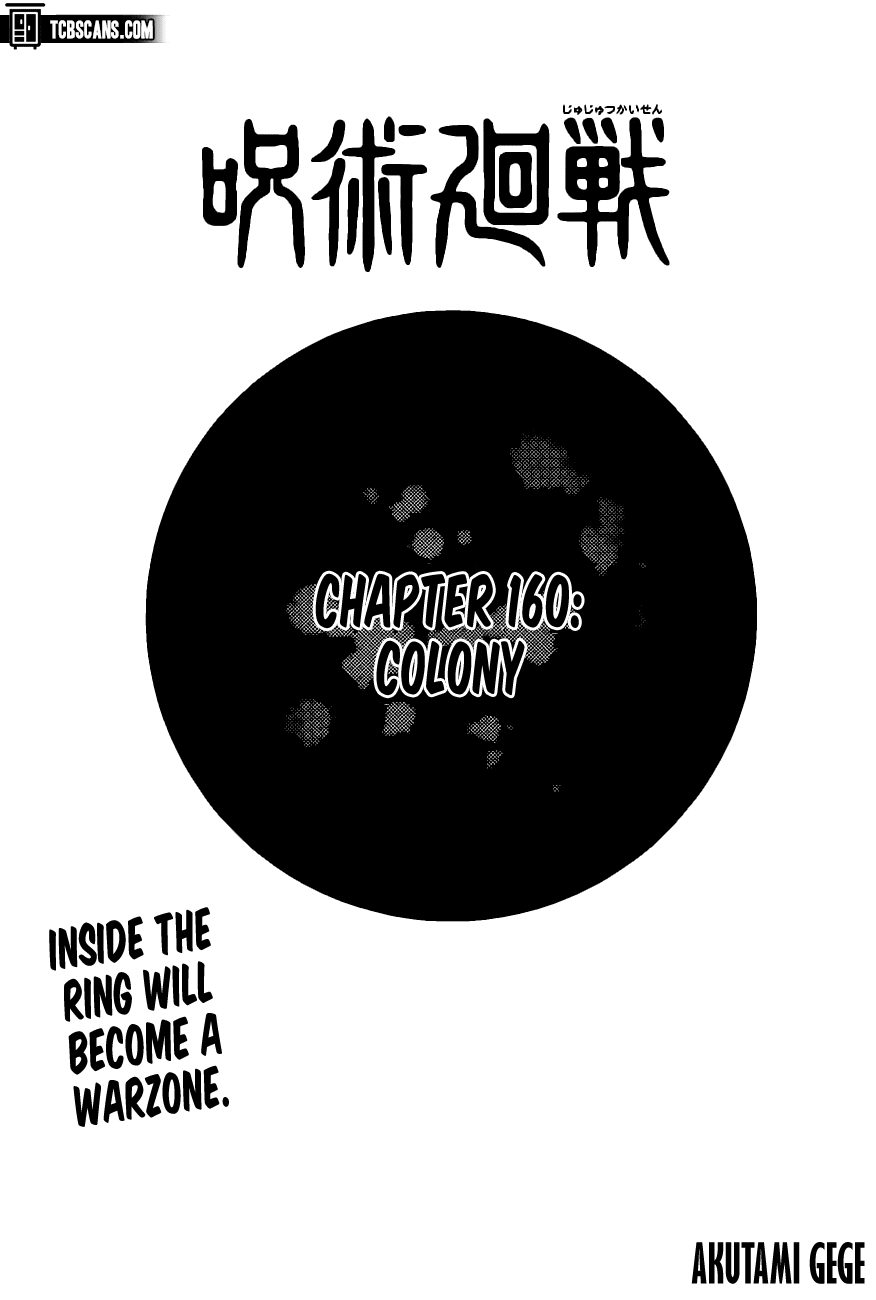 TCBSCANS.COM
じゅじゅつかいせん
呪術廻戦
CHAPTER 160:
COLONY
INSIDE THE
RING WILL
BECOME A
WARZONE.
AKUTAMI GEGE